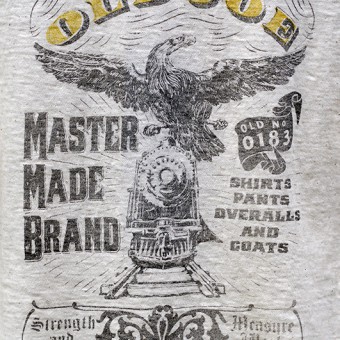 OLD JOE
MASTER
MADE
BRAND
OLD No
0183
SHIRTS
PANTS
OVERALLS
AND
COATS
Strength
and
Measure